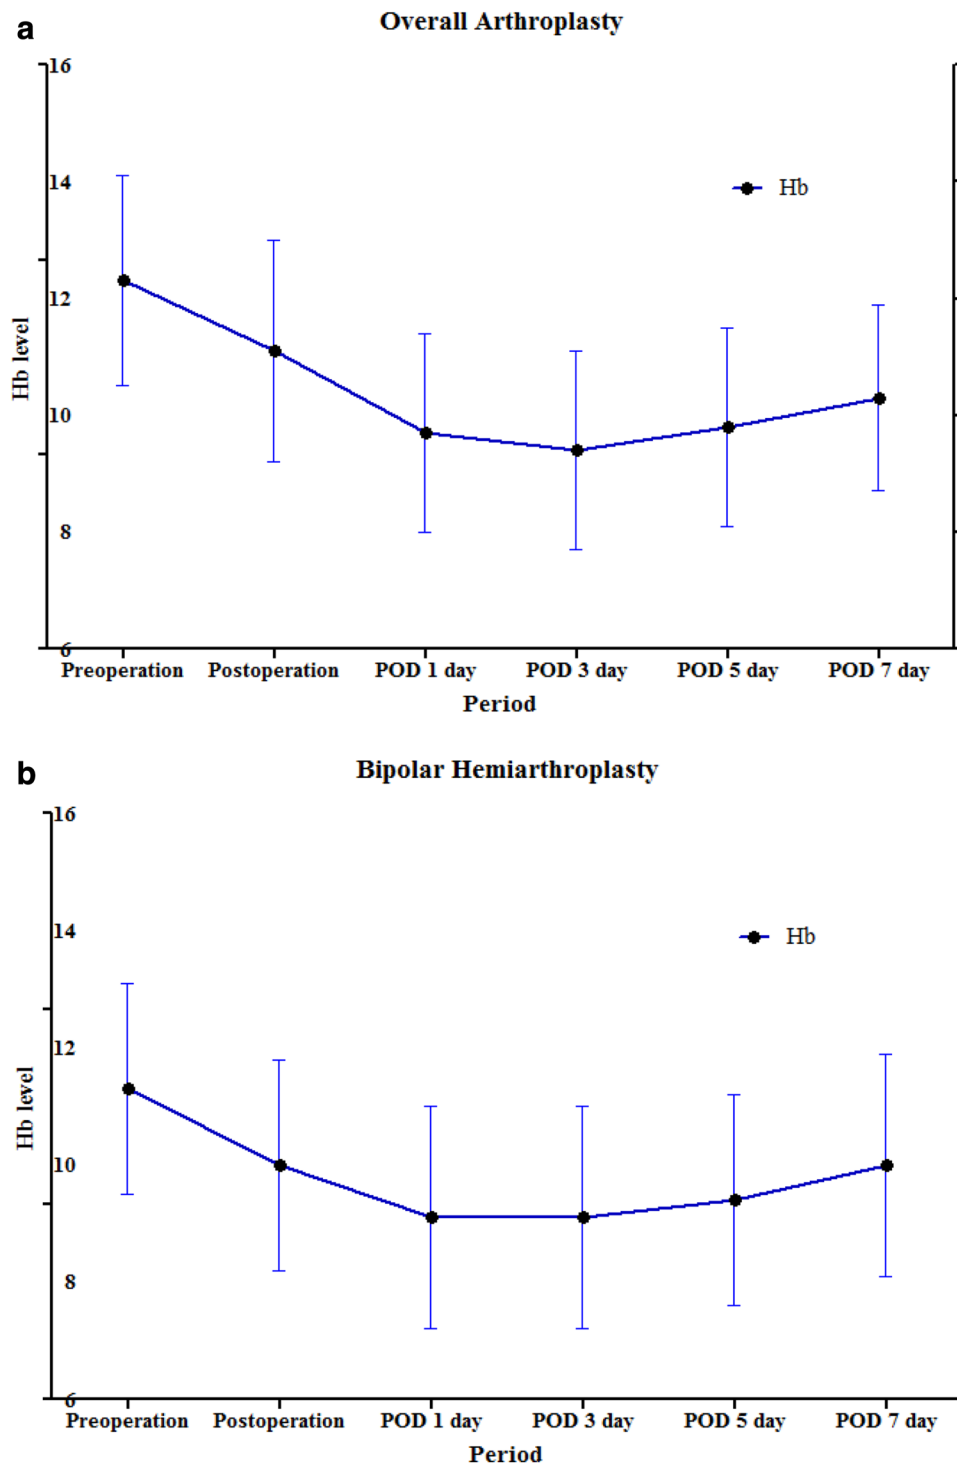 a
Overall Arthroplasty
16
14
Hb
12
Hb level
10
8
6
Preoperation Postoperation POD 1 day POD 3 day POD 5 day POD 7 day
Period
b
Bipolar Hemiarthroplasty
16
14
Hb
12
Hb level
10
8
6
Preoperation Postoperation POD 1 day POD 3 day POD 5 day POD 7 day
Period